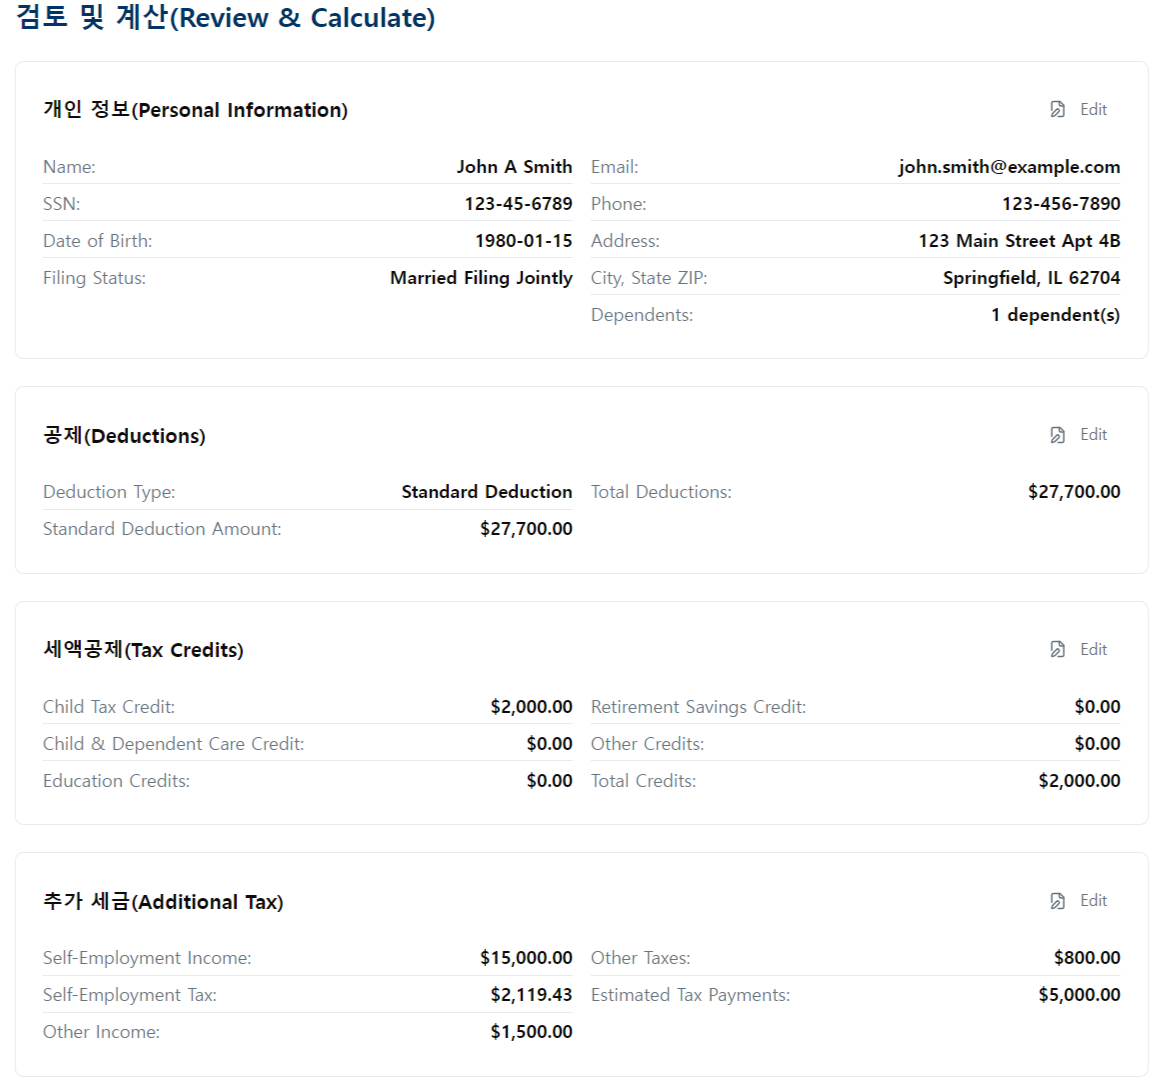 검토 및 계산(Review & Calculate)
개인 정보(Personal Information)
Edit
Name: John A Smith
Email: john.smith@example.com
SSN: 123-45-6789
Phone: 123-456-7890
Date of Birth: 1980-01-15
Address: 123 Main Street Apt 4B
Filing Status: Married Filing Jointly
City, State ZIP: Springfield, IL 62704
Dependents: 1 dependent(s)
공제(Deductions)
Edit
Deduction Type: Standard Deduction
Total Deductions: $27,700.00
Standard Deduction Amount: $27,700.00
세액공제(Tax Credits)
Edit
Child Tax Credit: $2,000.00
Retirement Savings Credit: $0.00
Child & Dependent Care Credit: $0.00
Other Credits: $0.00
Education Credits: $0.00
Total Credits: $2,000.00
추가 세금(Additional Tax)
Edit
Self-Employment Income: $15,000.00
Other Taxes: $800.00
Self-Employment Tax: $2,119.43
Estimated Tax Payments: $5,000.00
Other Income: $1,500.00